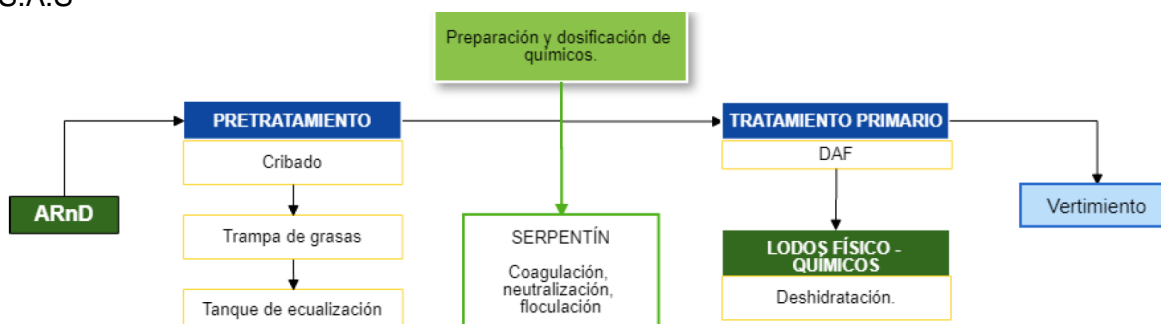 S.A.S
Preparación y dosificación de
químicos.
PRETRATAMIENTO
TRATAMIENTO PRIMARIO
Cribado
DAF
ARnD
Vertimiento
Trampa de grasas
SERPENTÍN
LODOS FÍSICO -
QUÍMICOS
Coagulación,
neutralización,
floculación
Tanque de ecualización
Deshidratación.